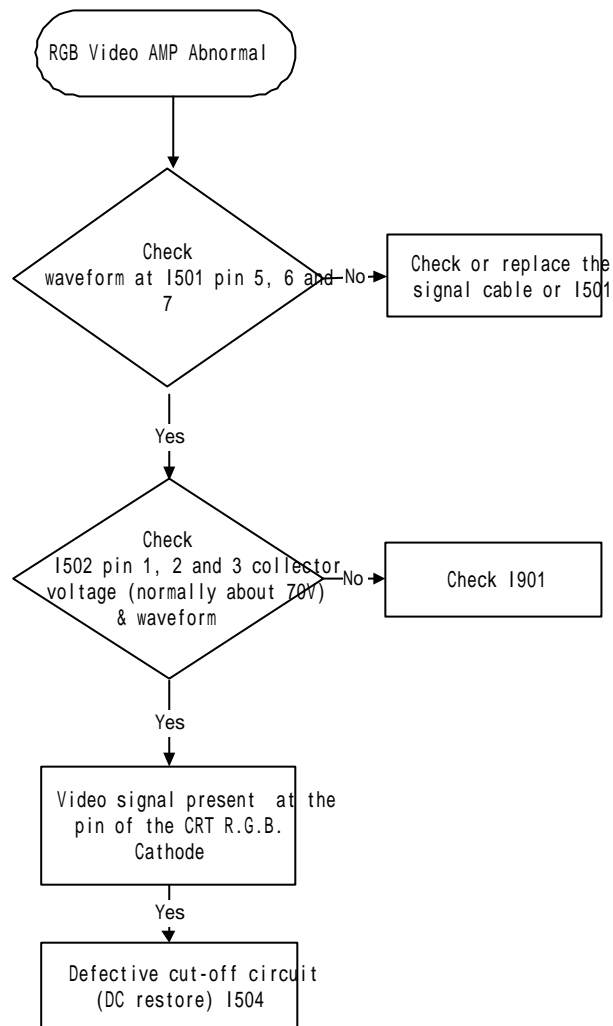 RGB Video AMP Abnormal
Check
waveform at I501 pin 5, 6 and
7
No
Check or replace the
signal cable or I501
Yes
Check
I502 pin 1, 2 and 3 collector
voltage (normally about 70V)
& waveform
No
Check I901
Yes
Video signal present at the
pin of the CRT R.G.B.
Cathode
Yes
Defective cut-off circuit
(DC restore) I504